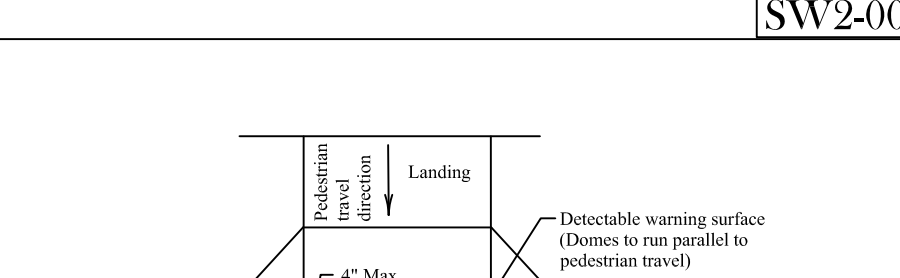 SW2-00
Pedestrian
travel
direction
Landing
Detectable warning surface
(Domes to run parallel to
pedestrian travel)
4" Max